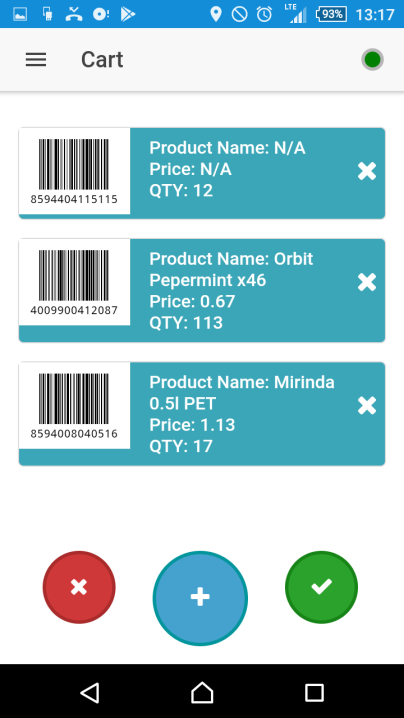 LTE 93% 13:17
Cart
Product Name: N/A
Price: N/A
QTY: 12
8594404115115
Product Name: Orbit
Pepermint x46
Price: 0.67
QTY: 113
4009900412087
Product Name: Mirinda
0.5l PET
Price: 1.13
QTY: 17
8594008040516